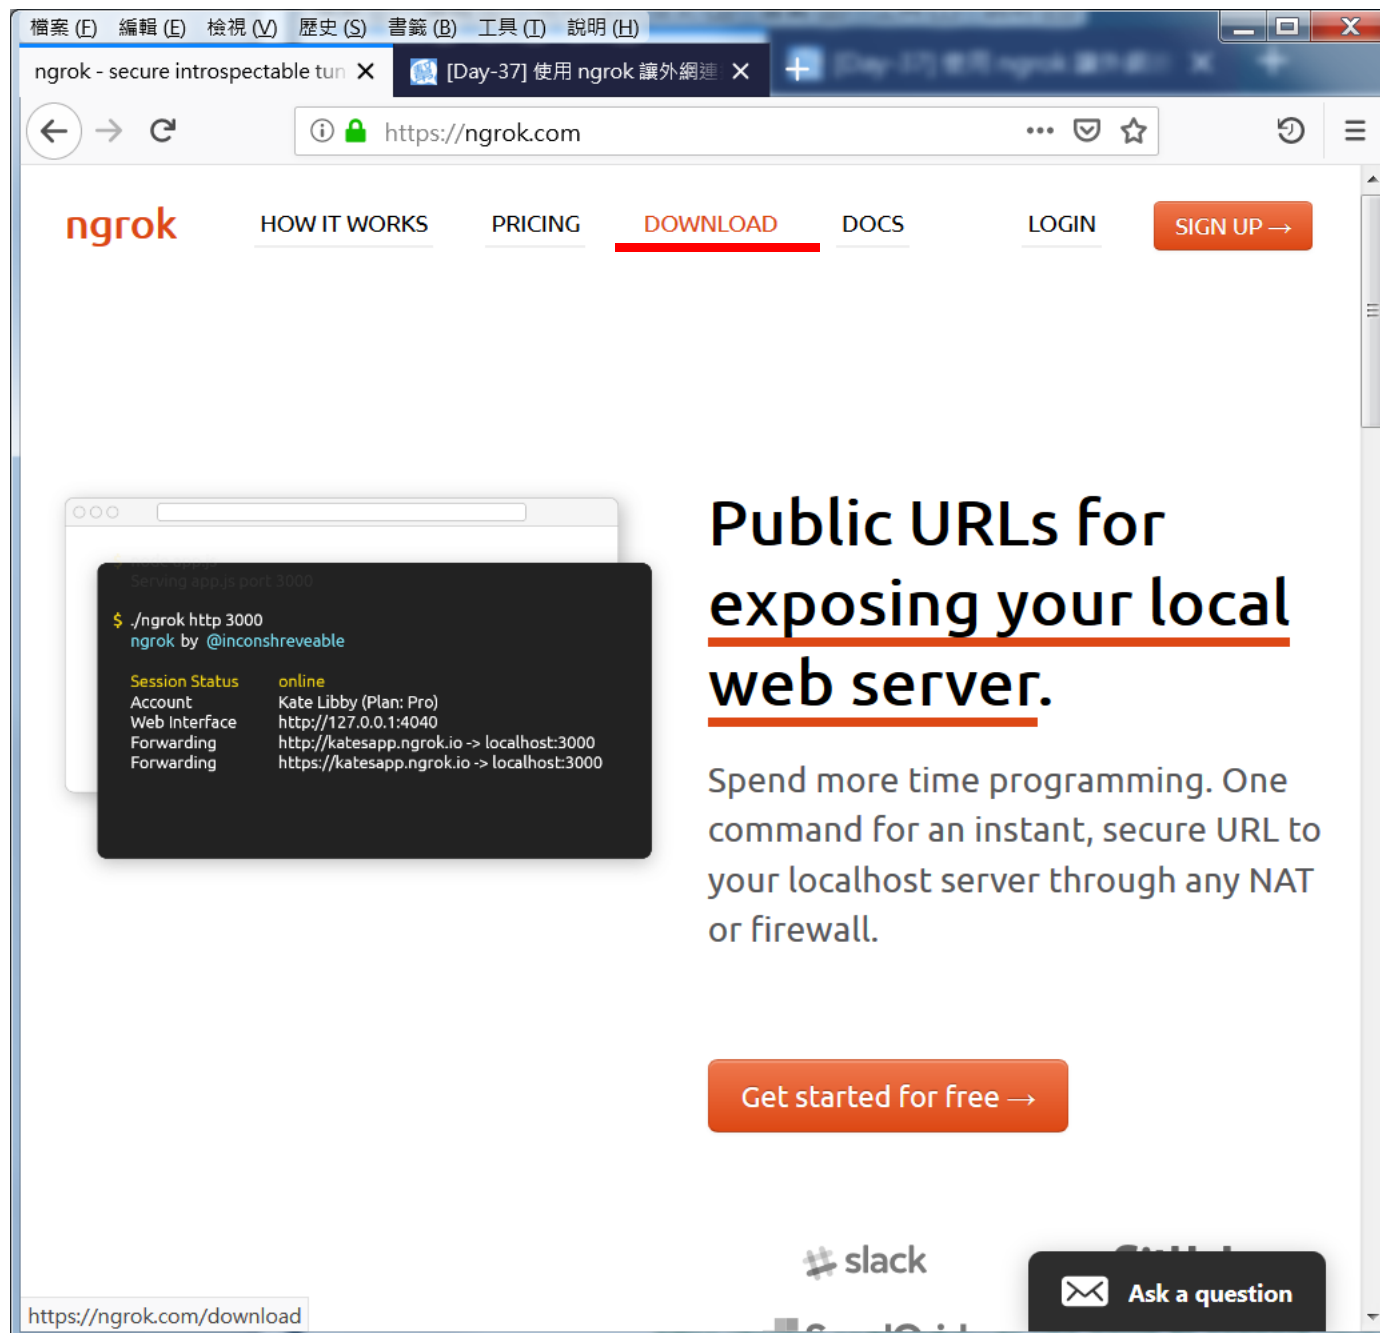 檔案 (F) 編輯 (E) 檢視 (V) 歷史 (S) 書籤 (B) 工具 (T) 說明 (H)
ngrok - secure introspectable tun
[Day-37] 使用 ngrok 讓外網連
https://ngrok.com
ngrok
HOW IT WORKS
PRICING
DOWNLOAD
DOCS
LOGIN
SIGN UP →
Serving app.js port 3000
$ ./ngrok http 3000
ngrok by @inconshreveable
Session Status online
Account Kate Libby (Plan: Pro)
Web Interface http://127.0.0.1:4040
Forwarding http://katesapp.ngrok.io -> localhost:3000
Forwarding https://katesapp.ngrok.io -> localhost:3000
Public URLs for
exposing your local
web server.
Spend more time programming. One
command for an instant, secure URL to
your localhost server through any NAT
or firewall.
Get started for free →
slack
Ask a question
https://ngrok.com/download